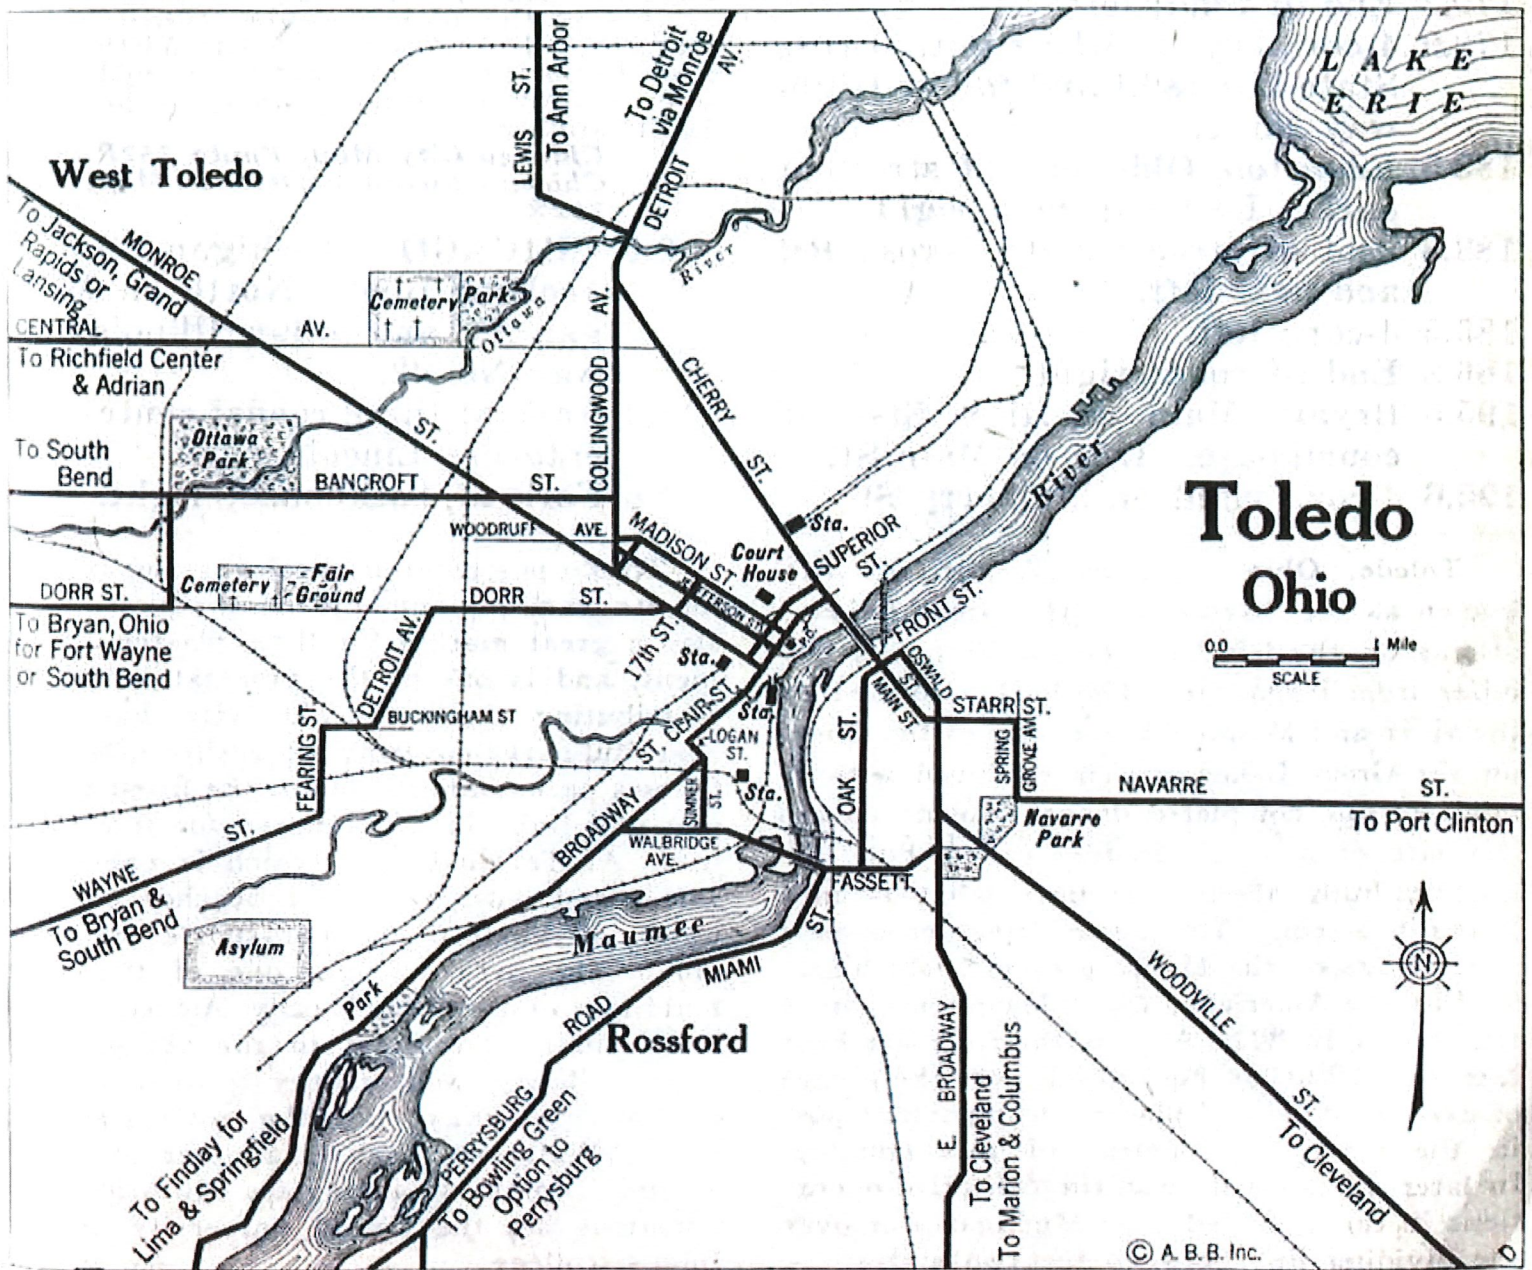 LAKE
ERIE
LEWIS ST.
To Ann Arbor
To Detroit
via Monroe
DETROIT AV.
West Toledo
To Jackson, Grand
Rapids or
Lansing
MONROE ST.
River
Ottawa
Cemetery
Park
CENTRAL AV.
To Richfield Center
& Adrian
COLLINGWOOD AV.
CHERRY ST.
Ottawa
Park
To South
Bend
BANCROFT ST.
River
Toledo
Ohio
0.0 1 Mile
SCALE
WOODRUFF AVE.
MADISON ST.
JEFFERSON ST.
Court
House
Sta.
SUPERIOR
ST.
FRONT ST.
Cemetery
Fair
Ground
DORR ST.
DORR ST.
To Bryan, Ohio
for Fort Wayne
or South Bend
DETROIT AV.
17th ST.
Sta.
OSWALD
ST.
MAIN ST.
STARR ST.
BUCKINGHAM ST
ST. CLAIR ST.
Sta.
LOGAN
ST.
FEARING ST.
SUMNER ST.
Sta.
OAK ST.
SPRING
GROVE AV.
NAVARRE ST.
To Port Clinton
Navarre
Park
WAYNE ST.
To Bryan &
South Bend
BROADWAY
WALBRIDGE
AVE.
FASSETT
ST.
Asylum
Maumee
MIAMI
Park
ROAD
Rossford
WOODVILLE ST.
To Cleveland
N
E. BROADWAY
To Cleveland
To Marion & Columbus
PERRYSBURG
To Bowling Green
Option to
Perrysburg
To Findlay for
Lima & Springfield
© A. B. B. Inc.
D